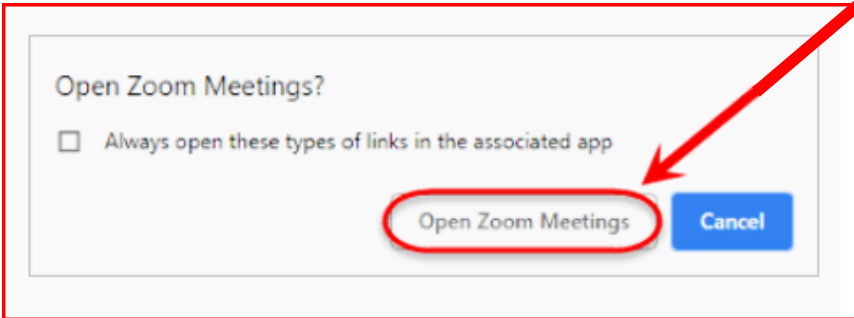 Open Zoom Meetings?
Always open these types of links in the associated app
Open Zoom Meetings
Cancel